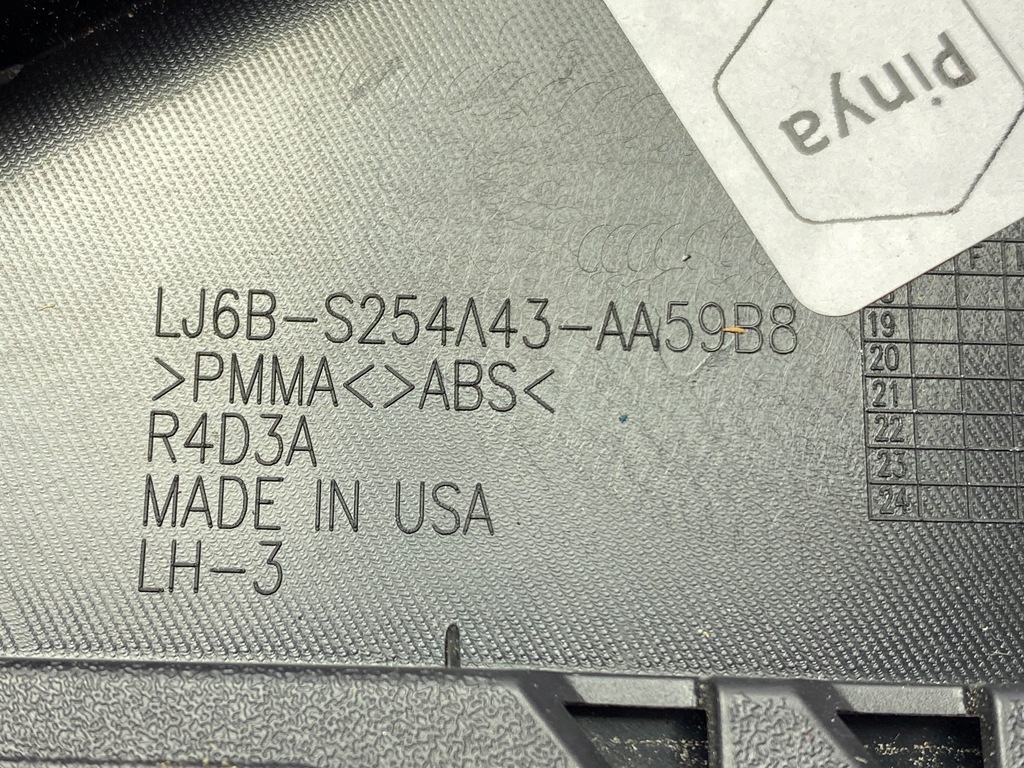 Pinya
LJ6B-S254A43-AA59B8
>PMMA<>ABS<
R4D3A
MADE IN USA
LH-3
F
19
20
21
22
23
24